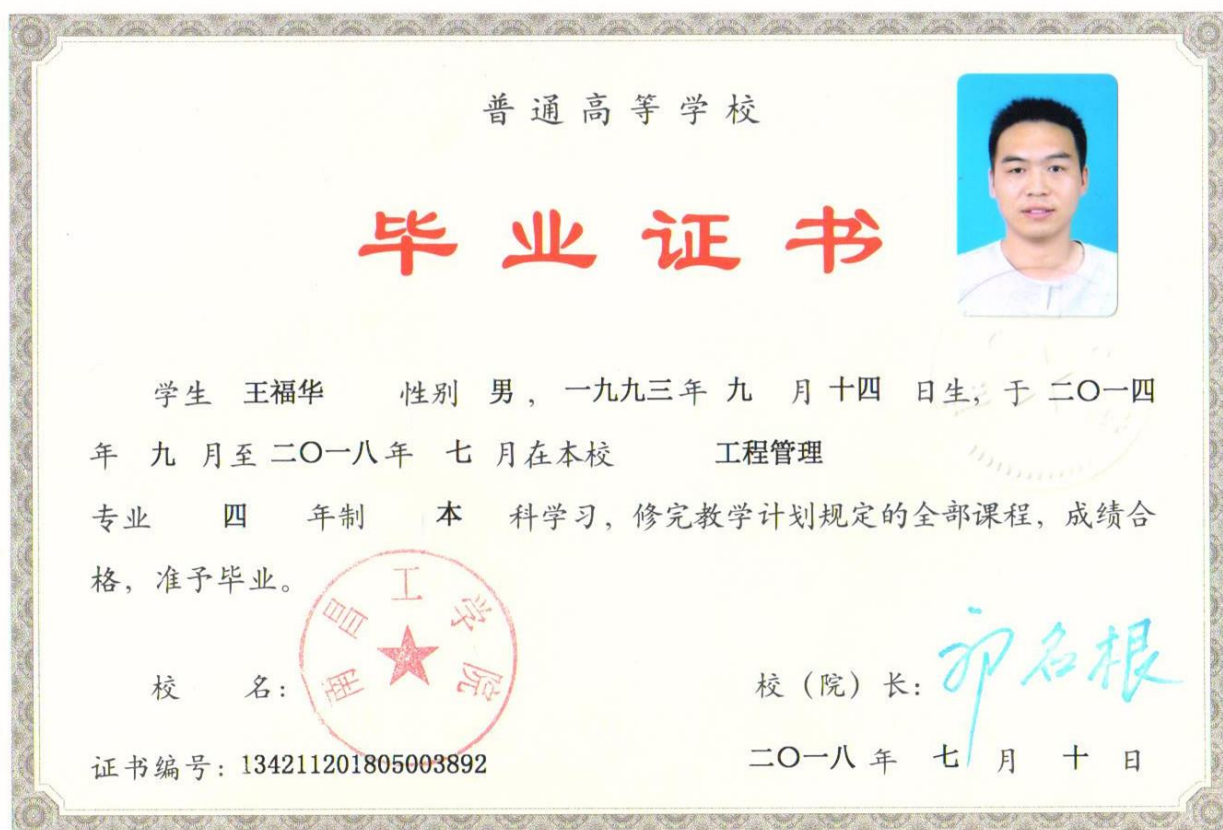 普通高等学校
毕业证书
学生 王福华 性别 男，一九九三年 九 月 十四 日生，于 二〇一四
年 九 月至 二〇一八年 七 月在本校 工程管理
专业 四 年制 本 科学习，修完教学计划规定的全部课程，成绩合
格，准予毕业。
南昌工学院
校 名：
校（院）长：
证书编号：134211201805003892
二〇一八 年 七 月 十 日